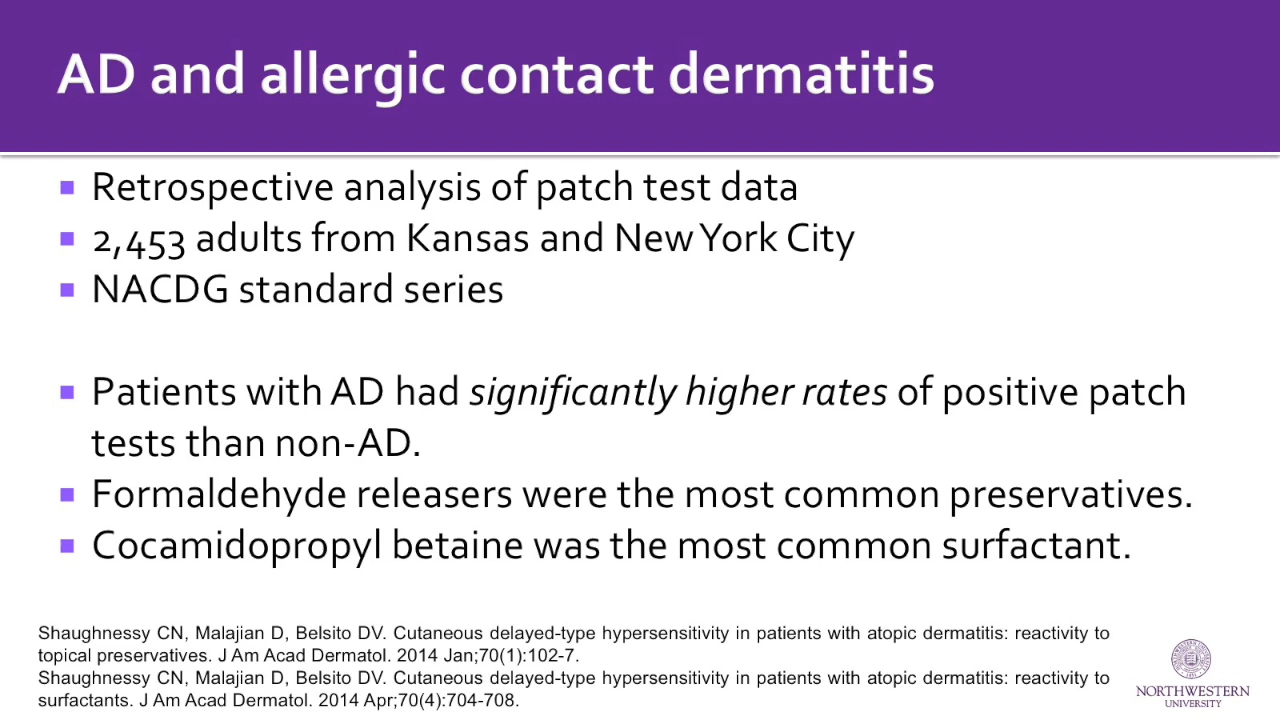 AD and allergic contact dermatitis
Retrospective analysis of patch test data
2,453 adults from Kansas and New York City
NACDG standard series
Patients with AD had significantly higher rates of positive patch
tests than non-AD.
Formaldehyde releasers were the most common preservatives.
Cocamidopropyl betaine was the most common surfactant.
Shaughnessy CN, Malajian D, Belsito DV. Cutaneous delayed-type hypersensitivity in patients with atopic dermatitis: reactivity to
topical preservatives. J Am Acad Dermatol. 2014 Jan;70(1):102-7.
Shaughnessy CN, Malajian D, Belsito DV. Cutaneous delayed-type hypersensitivity in patients with atopic dermatitis: reactivity to
surfactants. J Am Acad Dermatol. 2014 Apr;70(4):704-708.
NORTHWESTERN
UNIVERSITY